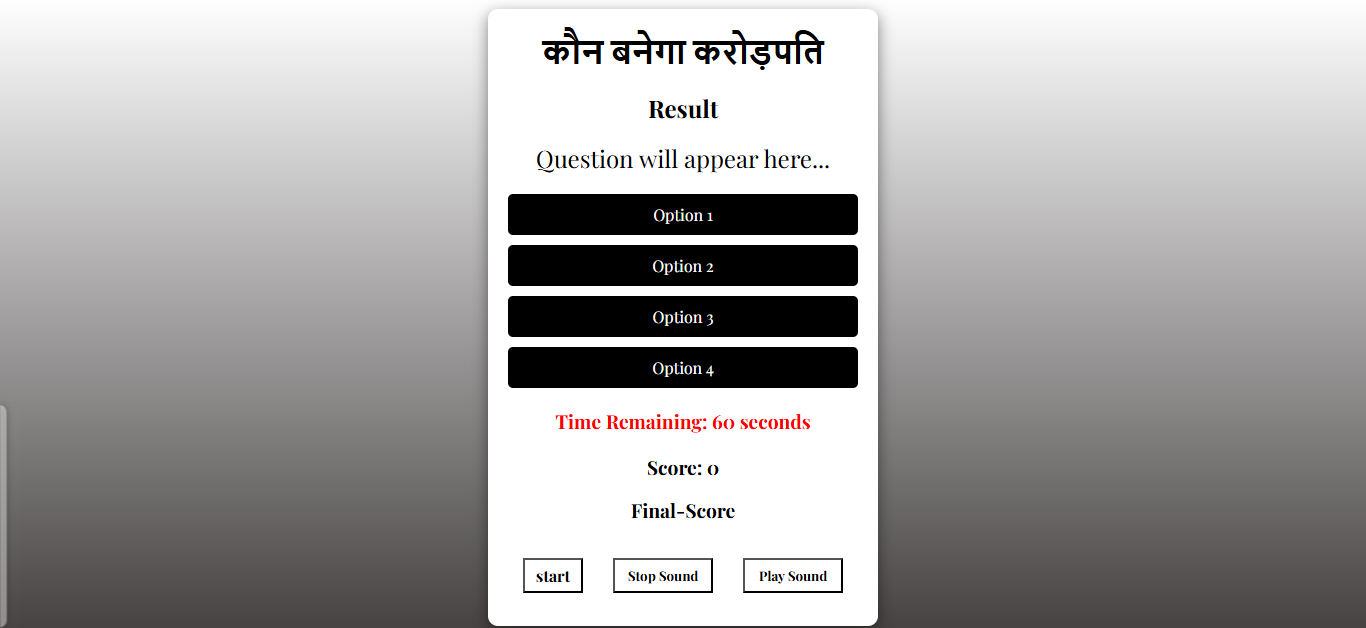 कौन बनेगा करोड़पति
Result
Question will appear here...
Option 1
Option 2
Option 3
Option 4
Time Remaining: 60 seconds
Score: 0
Final-Score
start
Stop Sound
Play Sound